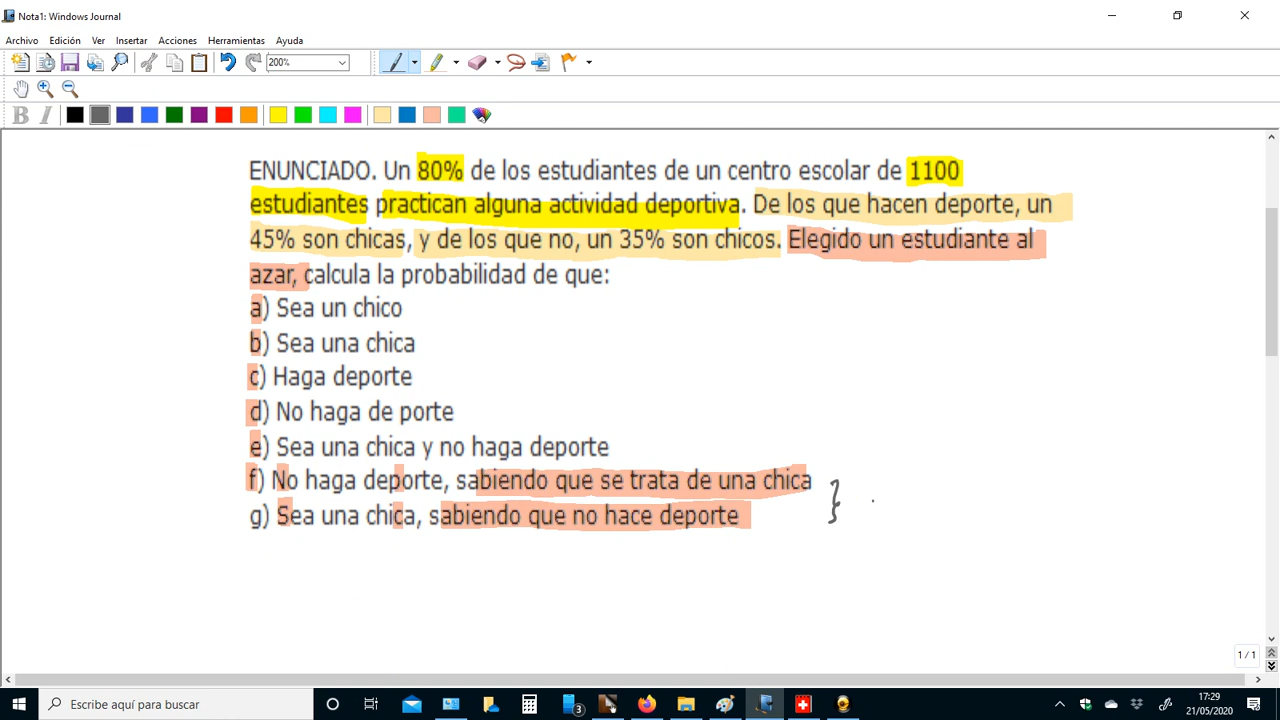 Nota1: Windows Journal
Archivo Edición Ver Insertar Acciones Herramientas Ayuda
200%
B I
ENUNCIADO. Un 80% de los estudiantes de un centro escolar de 1100
estudiantes practican alguna actividad deportiva. De los que hacen deporte, un
45% son chicas, y de los que no, un 35% son chicos. Elegido un estudiante al
azar, calcula la probabilidad de que:
a) Sea un chico
b) Sea una chica
c) Haga deporte
d) No haga de porte
e) Sea una chica y no haga deporte
f) No haga deporte, sabiendo que se trata de una chica
g) Sea una chica, sabiendo que no hace deporte
1 / 1
Escribe aquí para buscar
3
17:29
21/05/2020